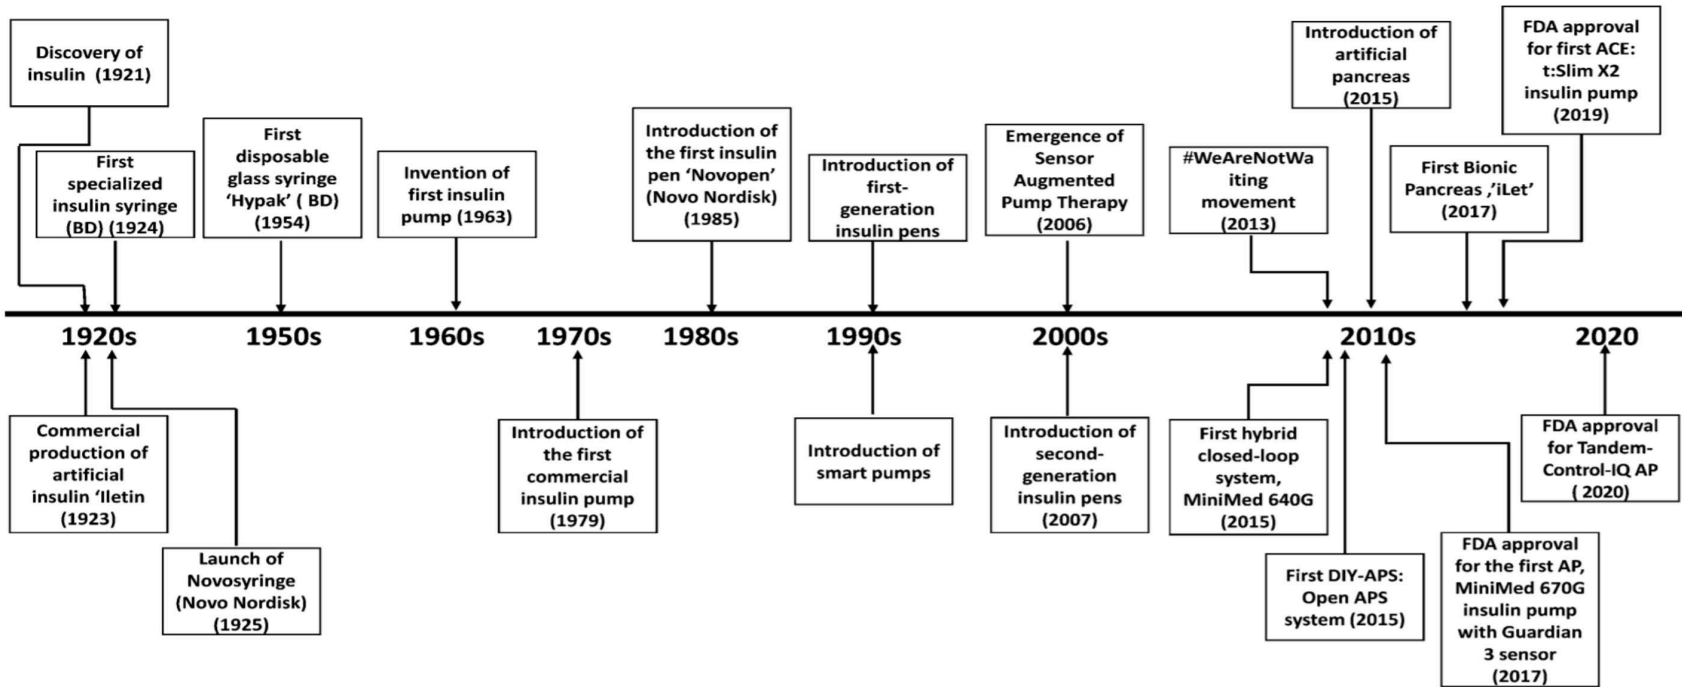 Discovery of
insulin (1921)
First
specialized
insulin syringe
(BD) (1924)
First
disposable
glass syringe
‘Hypak’ ( BD)
(1954)
Invention of
first insulin
pump (1963)
Introduction of
the first insulin
pen ‘Novopen’
(Novo Nordisk)
(1985)
Introduction of
first-
generation
insulin pens
Emergence of
Sensor
Augmented
Pump Therapy
(2006)
#WeAreNotWa
iting
movement
(2013)
Introduction of
artificial
pancreas
(2015)
First Bionic
Pancreas ,’iLet’
(2017)
FDA approval
for first ACE:
t:Slim X2
insulin pump
(2019)
1920s 1950s 1960s 1970s 1980s 1990s 2000s 2010s 2020
Commercial
production of
artificial
insulin ‘Iletin
(1923)
Launch of
Novosyringe
(Novo Nordisk)
(1925)
Introduction of
the first
commercial
insulin pump
(1979)
Introduction of
smart pumps
Introduction of
second-
generation
insulin pens
(2007)
First hybrid
closed-loop
system,
MiniMed 640G
(2015)
First DIY-APS:
Open APS
system (2015)
FDA approval
for the first AP,
MiniMed 670G
insulin pump
with Guardian
3 sensor
(2017)
FDA approval
for Tandem-
Control-IQ AP
( 2020)